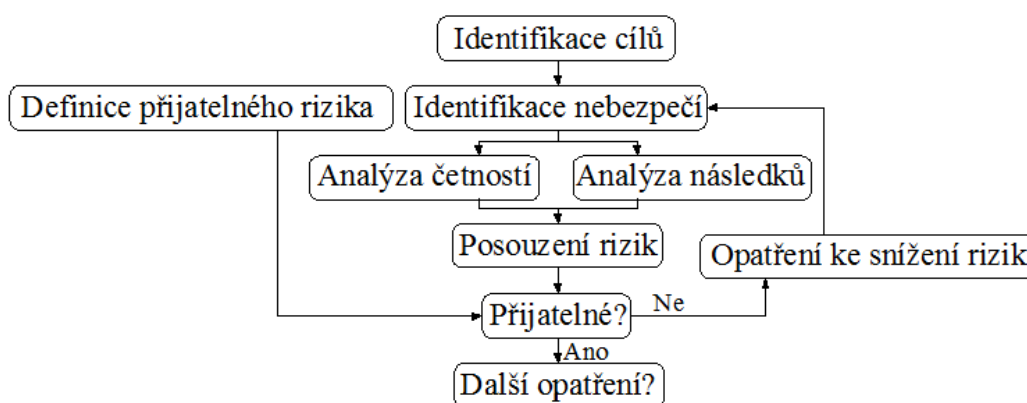 Identifikace cílů
Definice přijatelného rizika
Identifikace nebezpečí
Analýza četností
Analýza následků
Posouzení rizik
Opatření ke snížení rizik
Přijatelné?
Ne
Ano
Další opatření?